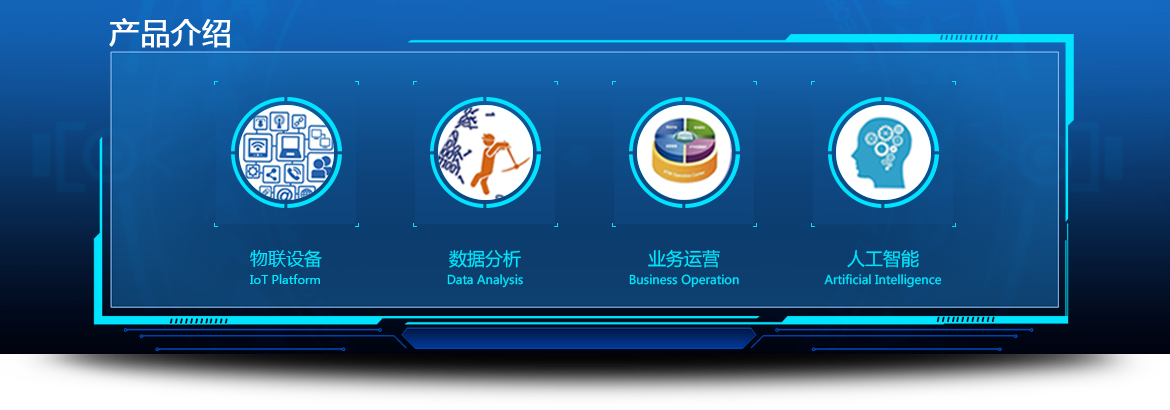 产品介绍
物联设备
IoT Platform
数据分析
Data Analysis
业务运营
Business Operation
人工智能
Artificial Intelligence